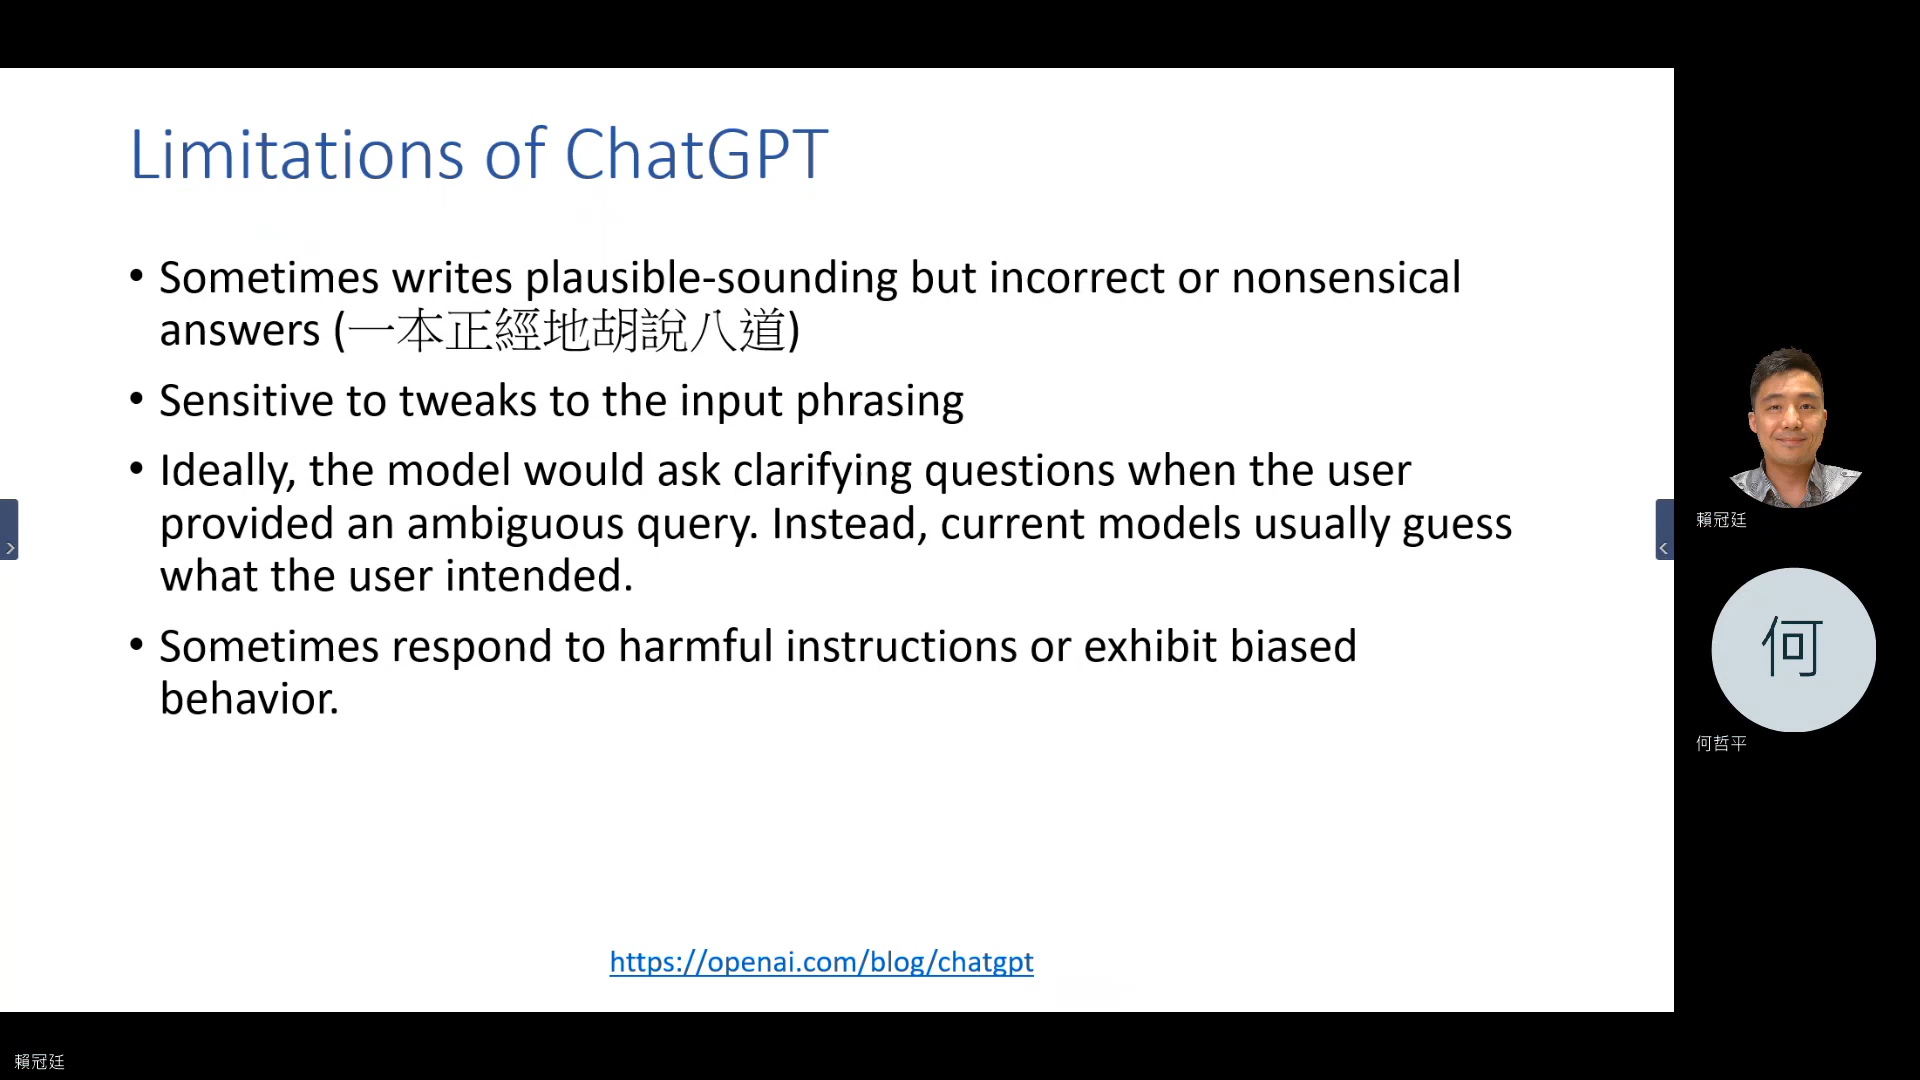 Limitations of ChatGPT
• Sometimes writes plausible-sounding but incorrect or nonsensical
answers (一本正經地胡說八道)
• Sensitive to tweaks to the input phrasing
• Ideally, the model would ask clarifying questions when the user
provided an ambiguous query. Instead, current models usually guess
what the user intended.
• Sometimes respond to harmful instructions or exhibit biased
behavior.
https://openai.com/blog/chatgpt
賴冠廷
何
何哲平
賴冠廷